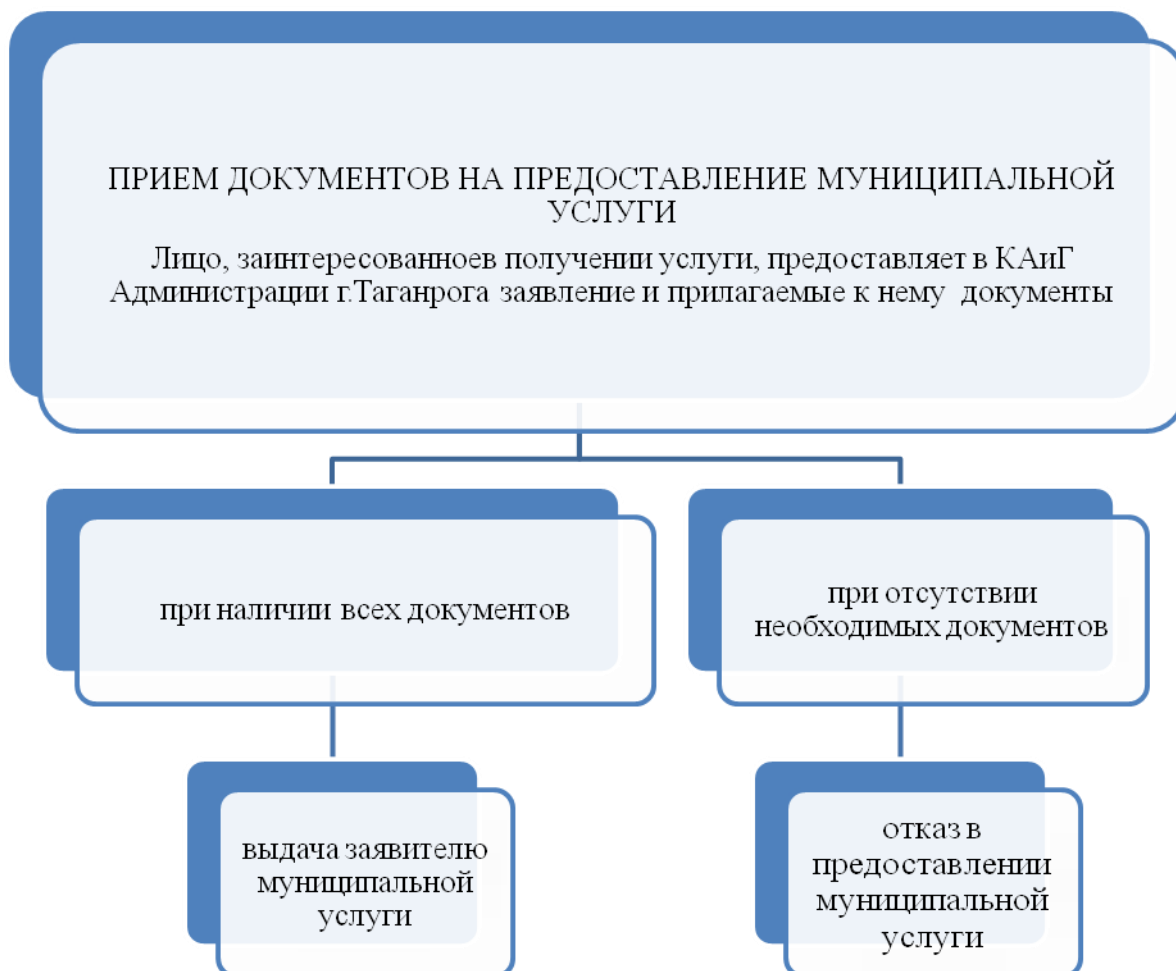 ПРИЕМ ДОКУМЕНТОВ НА ПРЕДОСТАВЛЕНИЕ МУНИЦИПАЛЬНОЙ
УСЛУГИ
Лицо, заинтересованноев получении услуги, предоставляет в КАиГ
Администрации г.Таганрога заявление и прилагаемые к нему документы
при наличии всех документов
при отсутствии
необходимых документов
выдача заявителю
муниципальной
услуги
отказ в
предоставлении
муниципальной
услуги